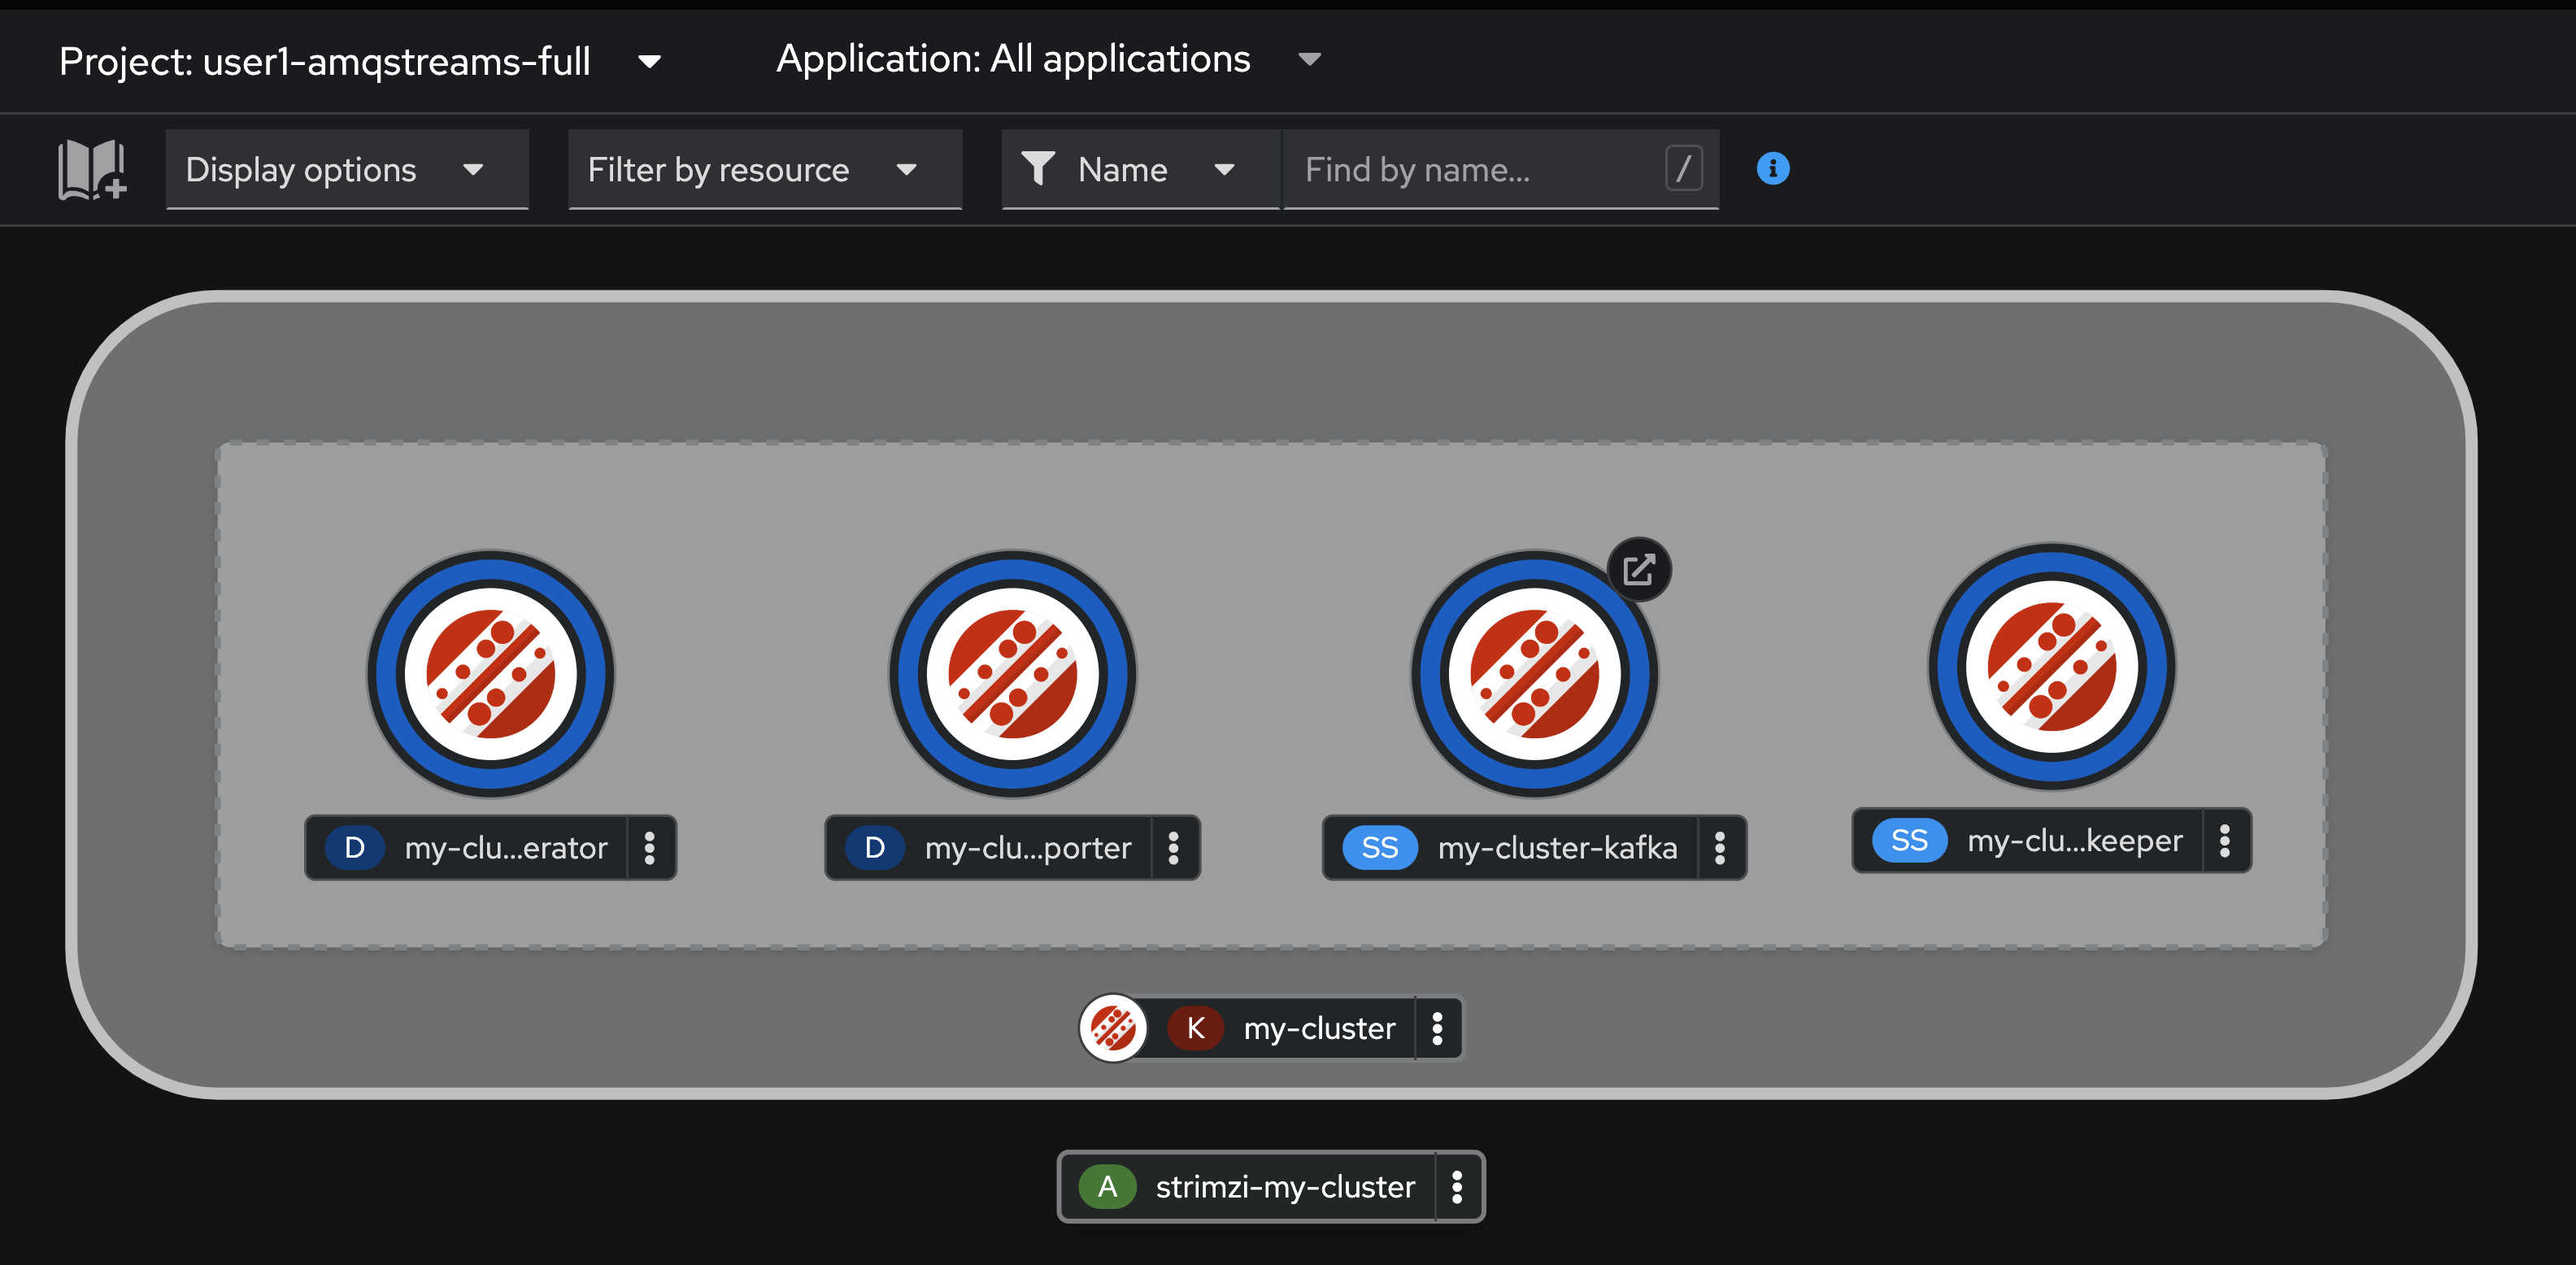 Project: user1-amqstreams-full Application: All applications
Display options Filter by resource Name Find by name... /
D my-clu...erator D my-clu...porter SS my-cluster-kafka SS my-clu...keeper
K my-cluster
A strimzi-my-cluster